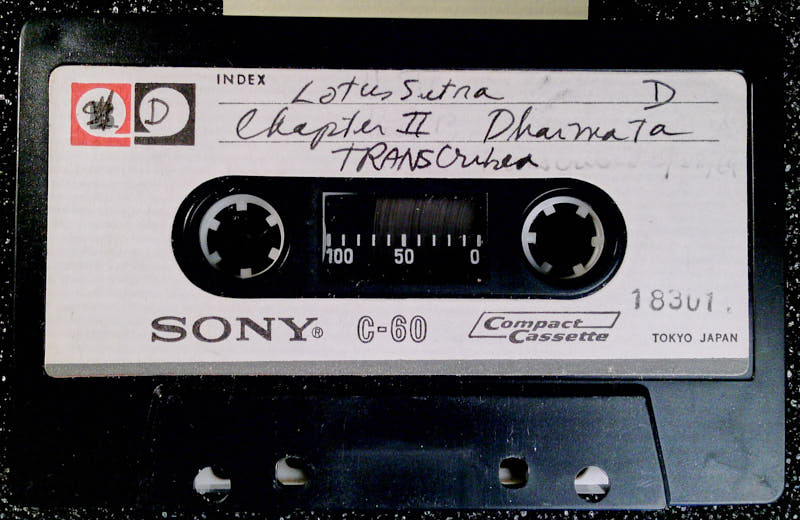 INDEX
Lotus Sutra D
D
Chapter II Dharmata
TRANSCribed
100 50 0
18301.
SONY® C-60 Compact Cassette
TOKYO JAPAN